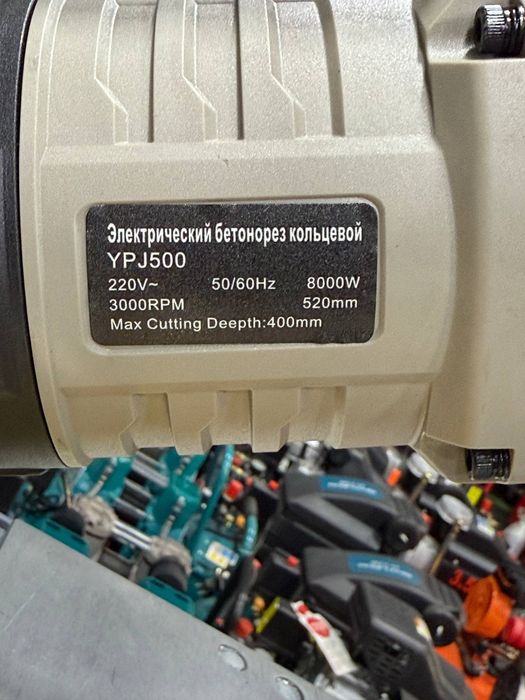 Электрический бетонорез кольцевой
YPJ500
220V~ 50/60Hz 8000W
3000RPM 520mm
Max Cutting Deepth:400mm